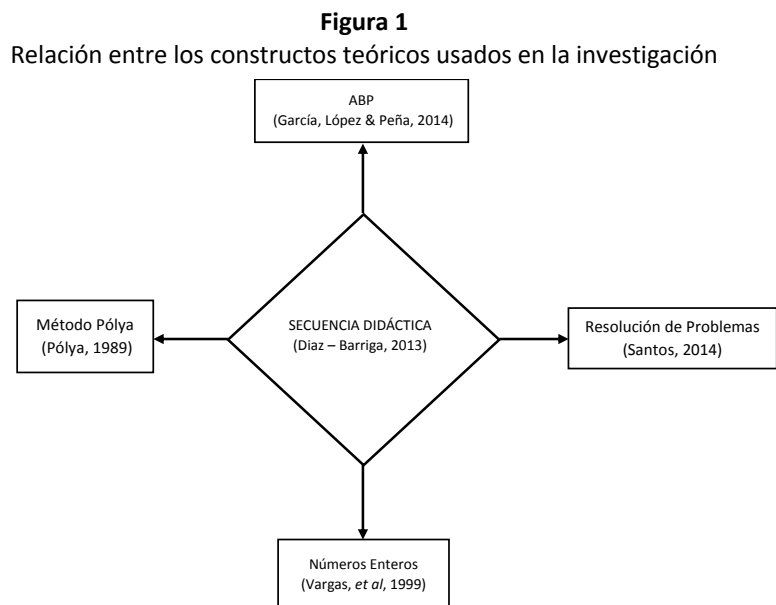 Figura 1
Relación entre los constructos teóricos usados en la investigación
ABP
(García, López & Peña, 2014)
Método Pólya
(Pólya, 1989)
SECUENCIA DIDÁCTICA
(Diaz – Barriga, 2013)
Resolución de Problemas
(Santos, 2014)
Números Enteros
(Vargas, et al, 1999)